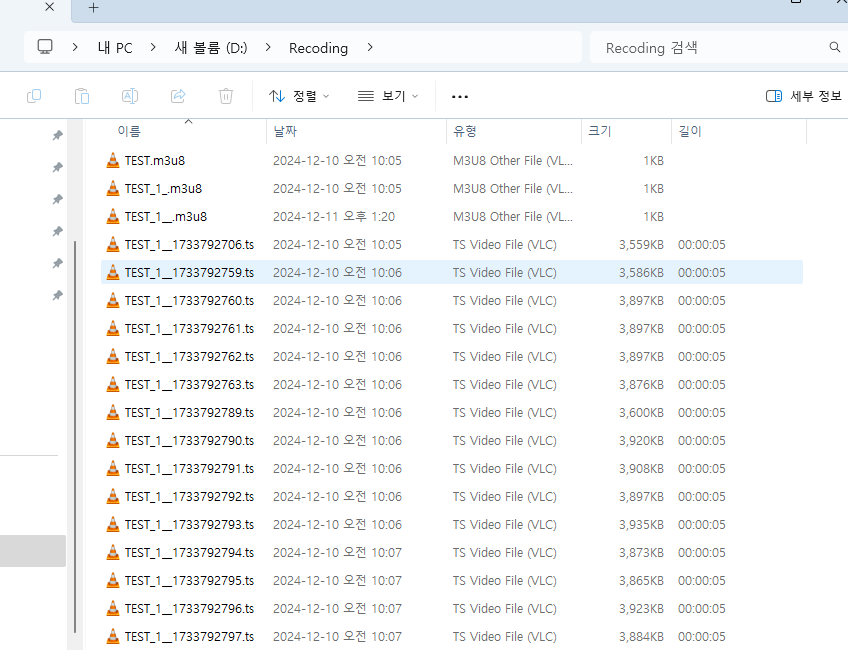 내 PC > 새 볼륨 (D:) > Recoding >
Recoding 검색
정렬 보기 ... 세부 정보
이름 날짜 유형 크기 길이
TEST.m3u8 2024-12-10 오전 10:05 M3U8 Other File (VL... 1KB
TEST_1_.m3u8 2024-12-10 오전 10:05 M3U8 Other File (VL... 1KB
TEST_1__.m3u8 2024-12-11 오후 1:20 M3U8 Other File (VL... 1KB
TEST_1__1733792706.ts 2024-12-10 오전 10:05 TS Video File (VLC) 3,559KB 00:00:05
TEST_1__1733792759.ts 2024-12-10 오전 10:06 TS Video File (VLC) 3,586KB 00:00:05
TEST_1__1733792760.ts 2024-12-10 오전 10:06 TS Video File (VLC) 3,897KB 00:00:05
TEST_1__1733792761.ts 2024-12-10 오전 10:06 TS Video File (VLC) 3,897KB 00:00:05
TEST_1__1733792762.ts 2024-12-10 오전 10:06 TS Video File (VLC) 3,897KB 00:00:05
TEST_1__1733792763.ts 2024-12-10 오전 10:06 TS Video File (VLC) 3,876KB 00:00:05
TEST_1__1733792789.ts 2024-12-10 오전 10:06 TS Video File (VLC) 3,600KB 00:00:05
TEST_1__1733792790.ts 2024-12-10 오전 10:06 TS Video File (VLC) 3,920KB 00:00:05
TEST_1__1733792791.ts 2024-12-10 오전 10:06 TS Video File (VLC) 3,908KB 00:00:05
TEST_1__1733792792.ts 2024-12-10 오전 10:06 TS Video File (VLC) 3,897KB 00:00:05
TEST_1__1733792793.ts 2024-12-10 오전 10:06 TS Video File (VLC) 3,935KB 00:00:05
TEST_1__1733792794.ts 2024-12-10 오전 10:07 TS Video File (VLC) 3,873KB 00:00:05
TEST_1__1733792795.ts 2024-12-10 오전 10:07 TS Video File (VLC) 3,865KB 00:00:05
TEST_1__1733792796.ts 2024-12-10 오전 10:07 TS Video File (VLC) 3,923KB 00:00:05
TEST_1__1733792797.ts 2024-12-10 오전 10:07 TS Video File (VLC) 3,884KB 00:00:05